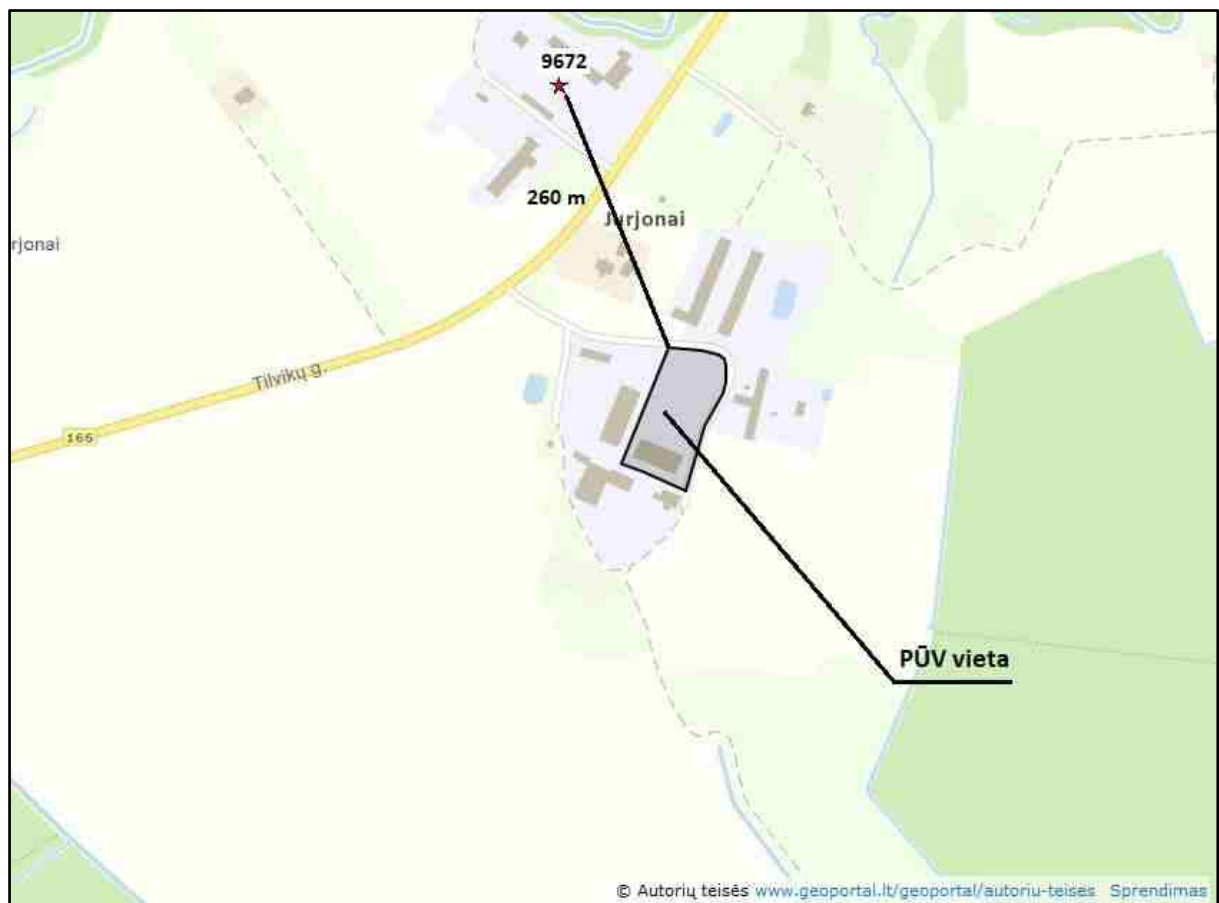 9672
260 m
Jurjonai
rjonai
Tilvikų g.
166
PŪV vieta
© Autorių teisės www.geoportal.lt/geoportal/autoriu-teises Sprendimas